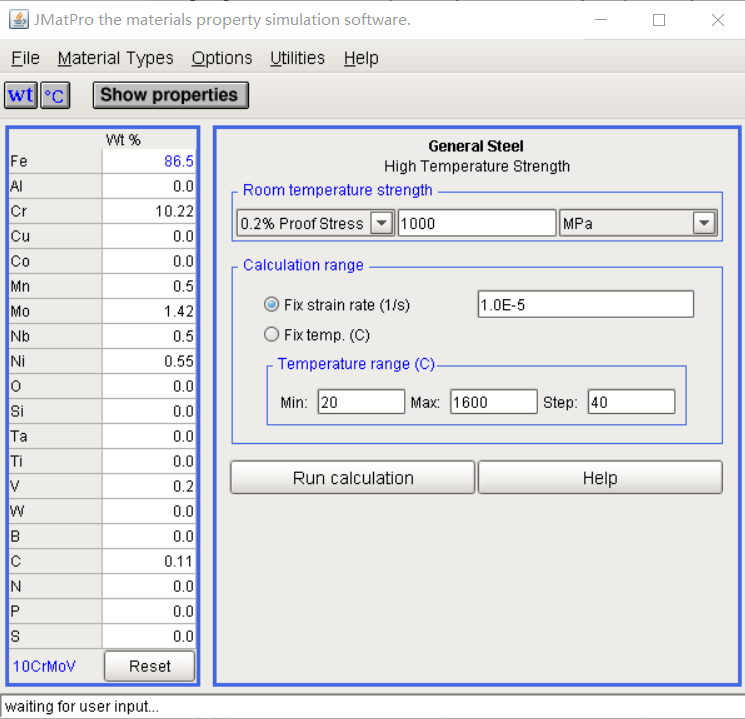 JMatPro the materials property simulation software.
File Material Types Options Utilities Help
wt °C Show properties
Wt %
Fe 86.5
Al 0.0
Cr 10.22
Cu 0.0
Co 0.0
Mn 0.5
Mo 1.42
Nb 0.5
Ni 0.55
O 0.0
Si 0.0
Ta 0.0
Ti 0.0
V 0.2
W 0.0
B 0.0
C 0.11
N 0.0
P 0.0
S 0.0
10CrMoV Reset
General Steel
High Temperature Strength
Room temperature strength
0.2% Proof Stress 1000 MPa
Calculation range
Fix strain rate (1/s) 1.0E-5
Fix temp. (C)
Temperature range (C)
Min: 20 Max: 1600 Step: 40
Run calculation Help
waiting for user input...